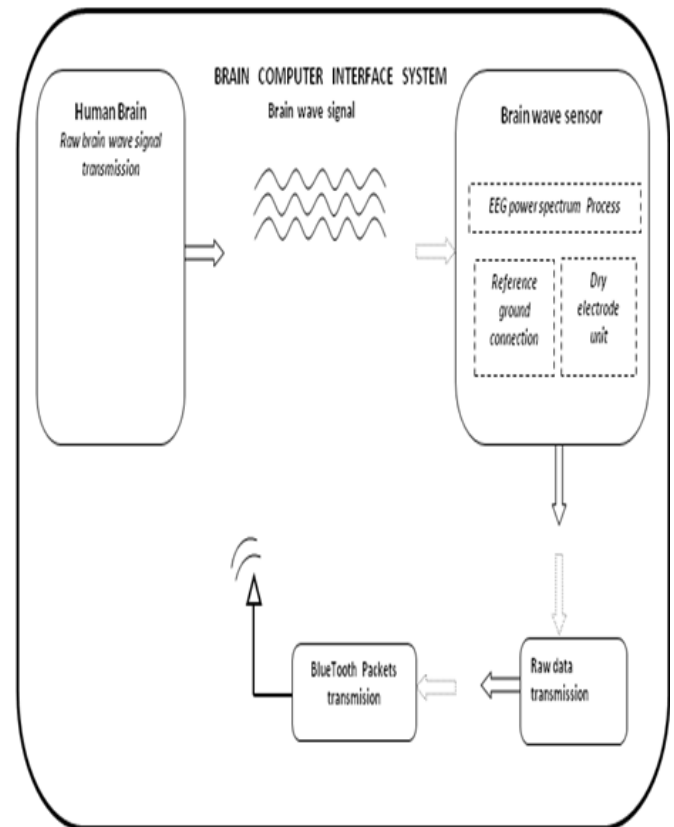 BRAIN COMPUTER INTERFACE SYSTEM
Human Brain
Raw brain wave signal
transmission
Brain wave signal
Brain wave sensor
EEG power spectrum Process
Reference
ground
connection
Dry
electrode
unit
BlueTooth Packets
transmision
Raw data
transmission